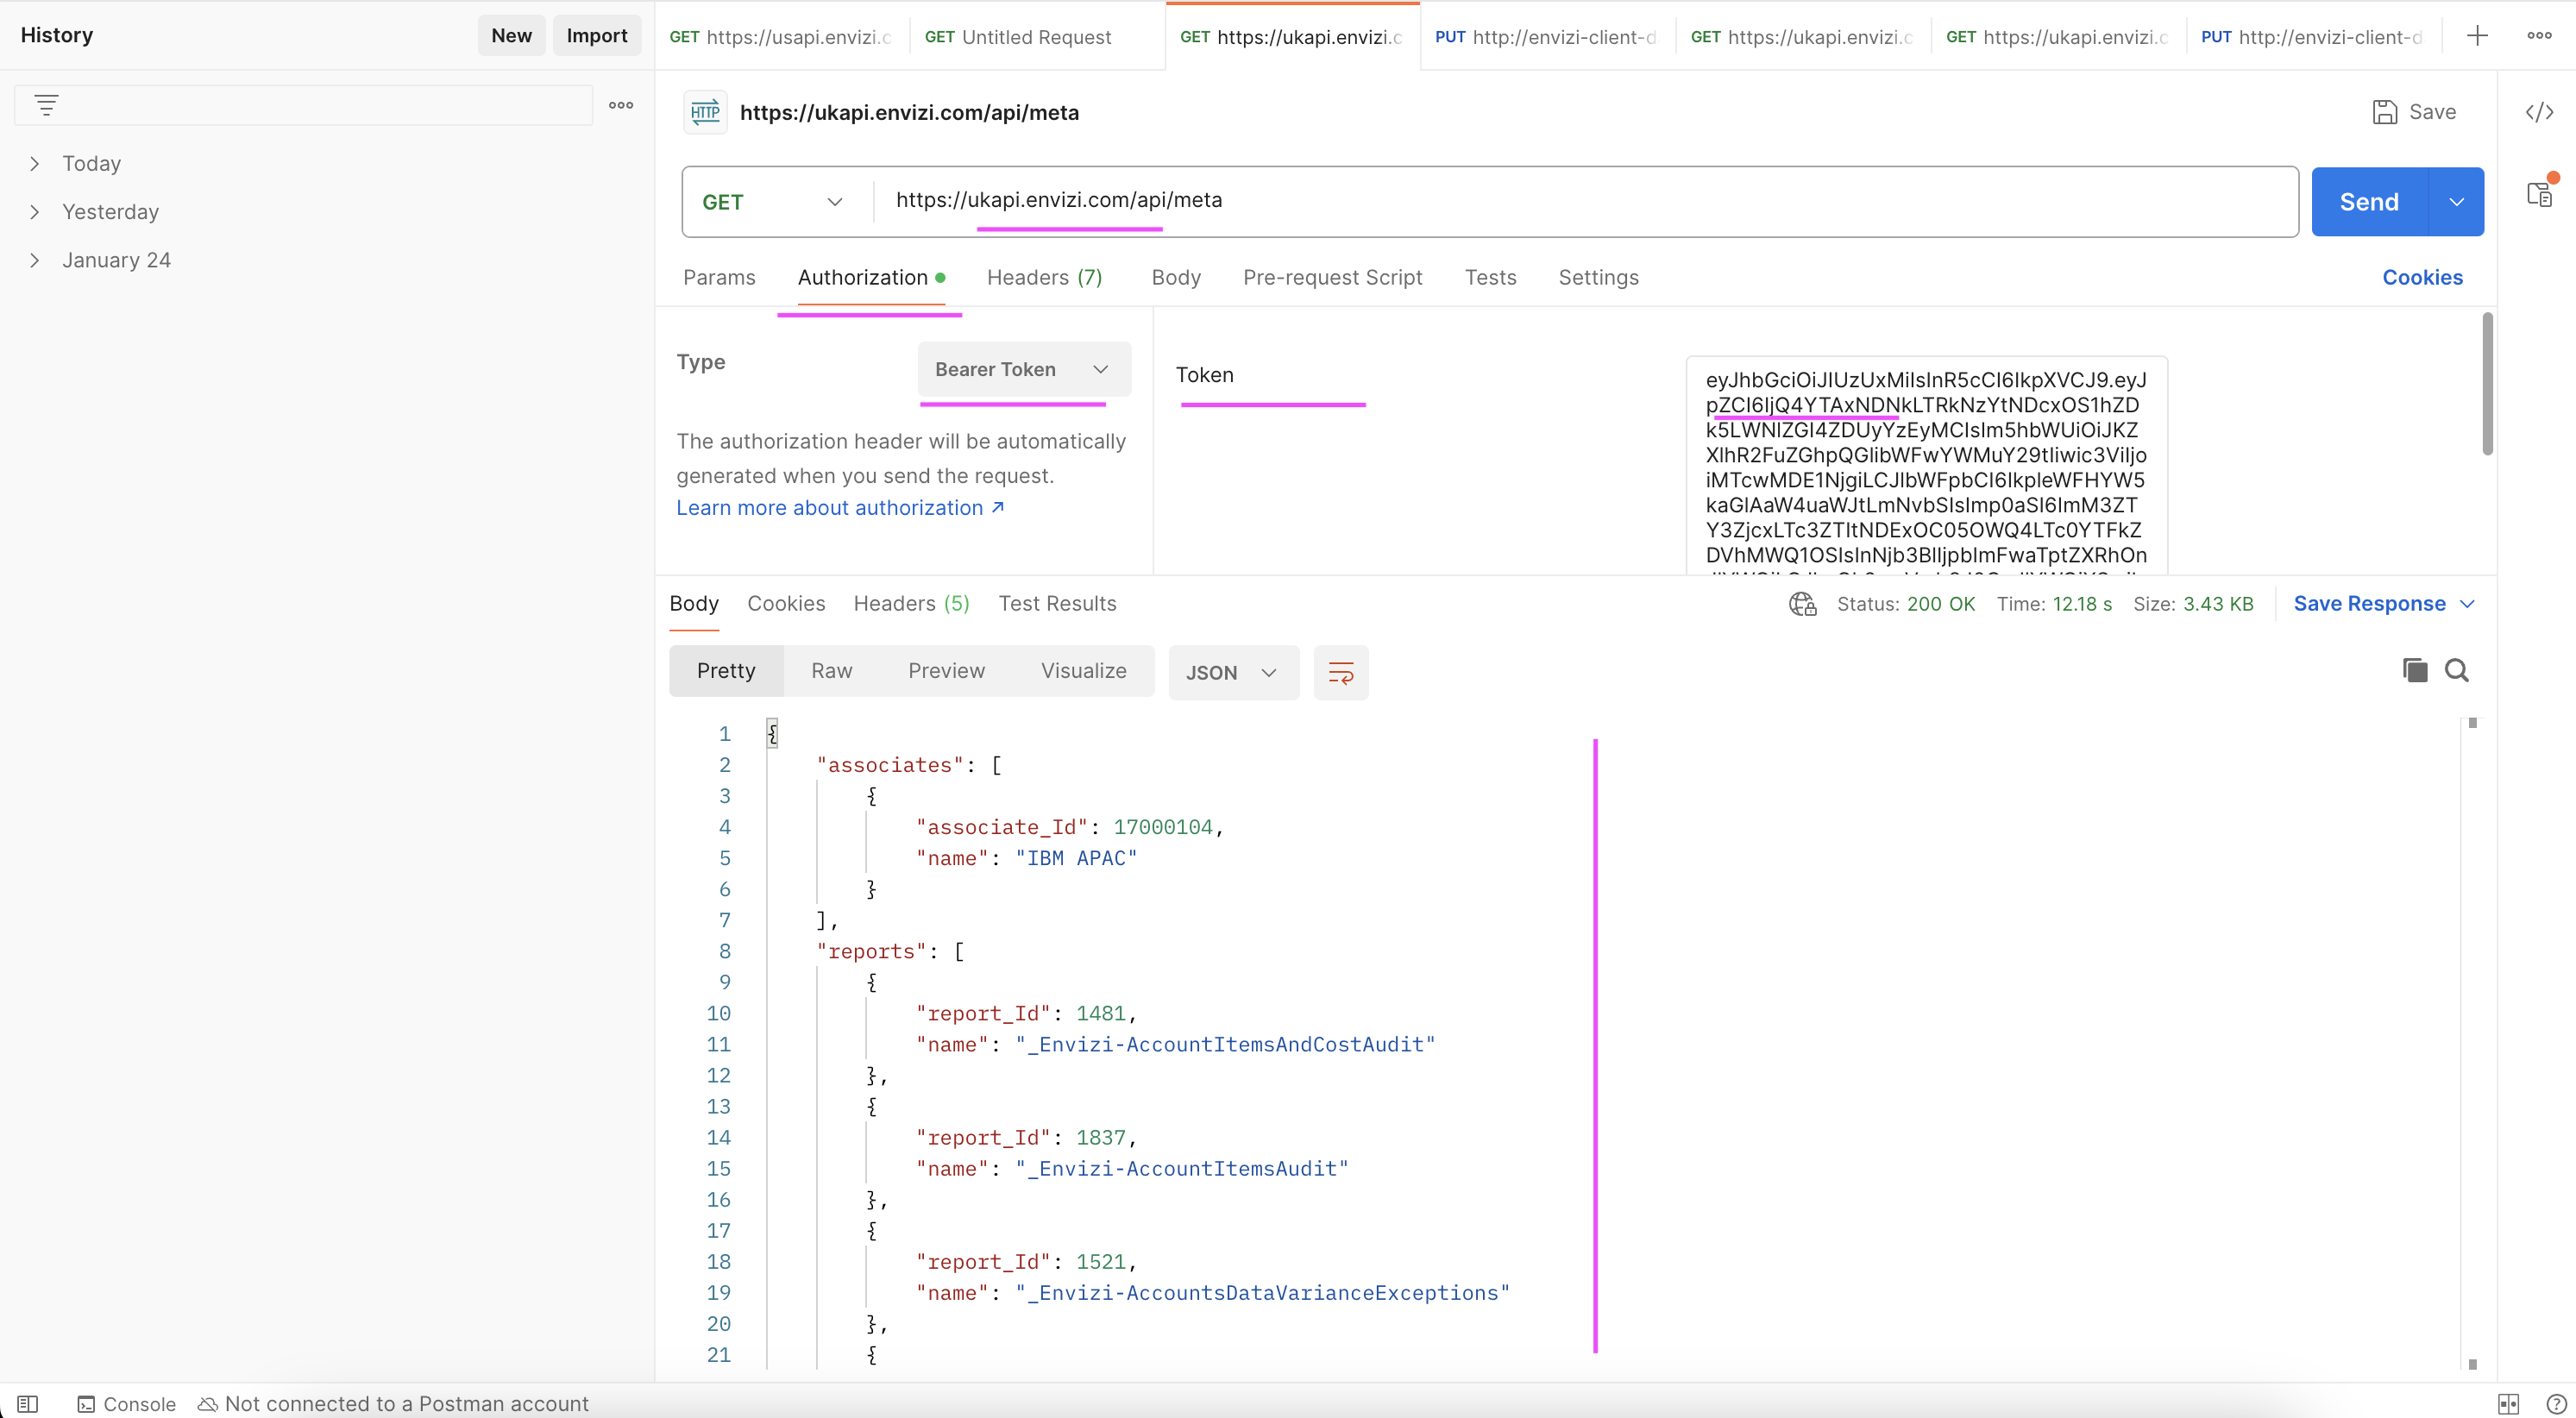 History
New
Import
GET https://usapi.envizi.c
GET Untitled Request
GET https://ukapi.envizi.c
PUT http://envizi-client-d
GET https://ukapi.envizi.c
GET https://ukapi.envizi.c
PUT http://envizi-client-d
Today
Yesterday
January 24
HTTP
https://ukapi.envizi.com/api/meta
Save
GET
https://ukapi.envizi.com/api/meta
Send
Params
Authorization
Headers (7)
Body
Pre-request Script
Tests
Settings
Cookies
Type
Bearer Token
The authorization header will be automatically
generated when you send the request.
Learn more about authorization ↗
Token
Body
Cookies
Headers (5)
Test Results
Status: 200 OK
Time: 12.18 s
Size: 3.43 KB
Save Response
Pretty
Raw
Preview
Visualize
JSON
1 {
2 "associates": [
3 {
4 "associate_Id": 17000104,
5 "name": "IBM APAC"
6 }
7 ],
8 "reports": [
9 {
10 "report_Id": 1481,
11 "name": "_Envizi-AccountItemsAndCostAudit"
12 },
13 {
14 "report_Id": 1837,
15 "name": "_Envizi-AccountItemsAudit"
16 },
17 {
18 "report_Id": 1521,
19 "name": "_Envizi-AccountsDataVarianceExceptions"
20 },
21 {
Console
Not connected to a Postman account